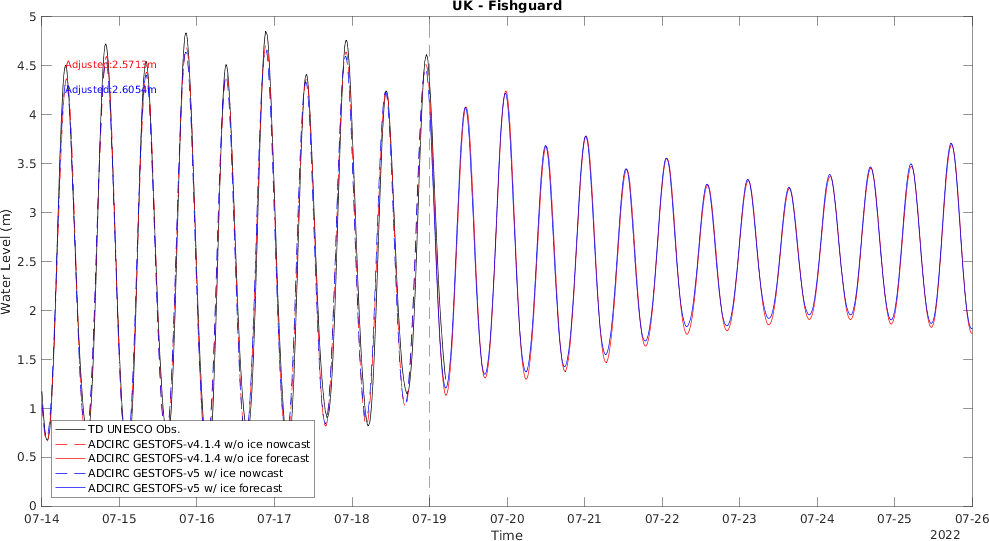 UK - Fishguard
5
4.5
4
3.5
3
2.5
2
1.5
1
0.5
0
Water Level (m)
Adjusted:2.5713m
Adjusted:2.6054m
TD UNESCO Obs.
ADCIRC GESTOFS-v4.1.4 w/o ice nowcast
ADCIRC GESTOFS-v4.1.4 w/o ice forecast
ADCIRC GESTOFS-v5 w/ ice nowcast
ADCIRC GESTOFS-v5 w/ ice forecast
07-14 07-15 07-16 07-17 07-18 07-19 07-20 07-21 07-22 07-23 07-24 07-25 07-26
Time
2022